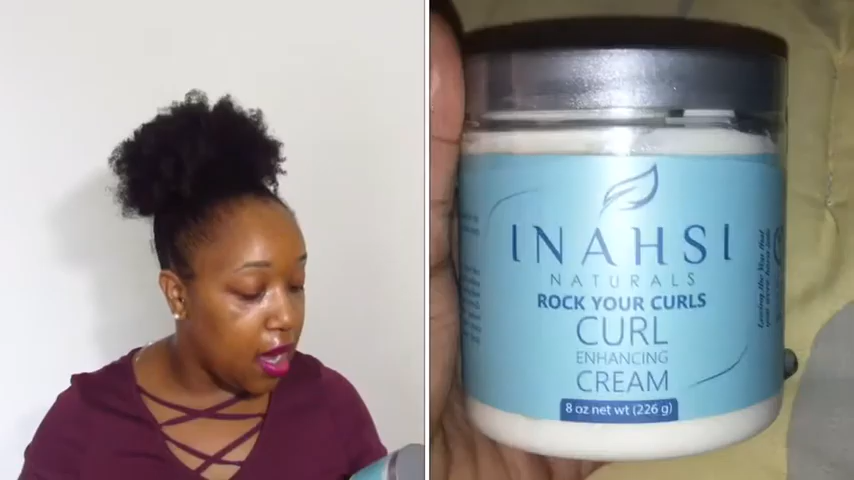 INAHSI
NATURALS
ROCK YOUR CURLS
CURL
ENHANCING
CREAM
8 oz net wt (226 g)